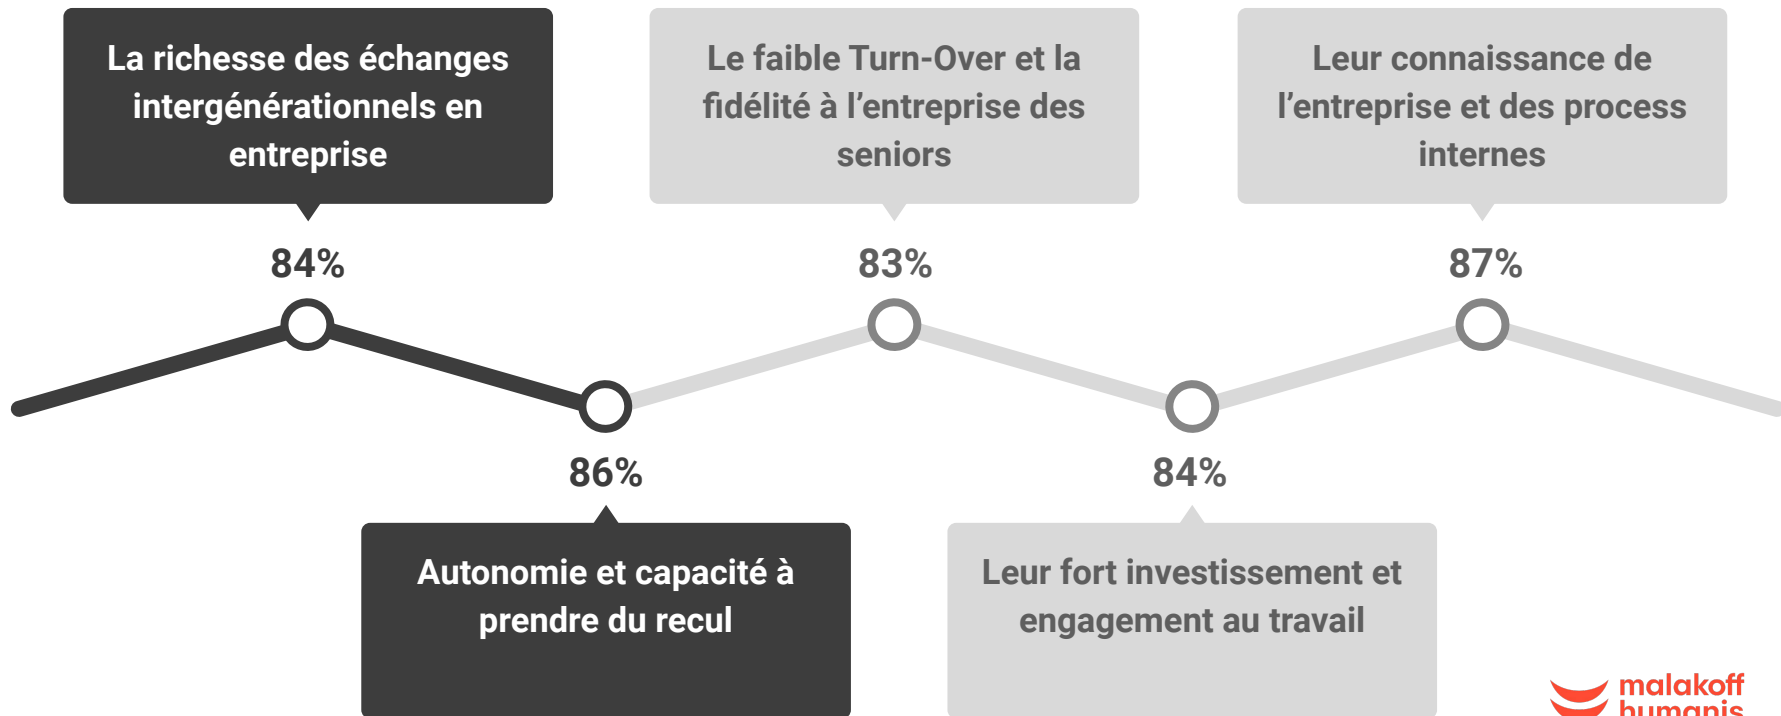 La richesse des échanges
intergénérationnels en
entreprise
84%
Le faible Turn-Over et la
fidélité à l’entreprise des
seniors
83%
Leur connaissance de
l’entreprise et des process
internes
87%
86%
Autonomie et capacité à
prendre du recul
84%
Leur fort investissement et
engagement au travail
malakoff
humanis